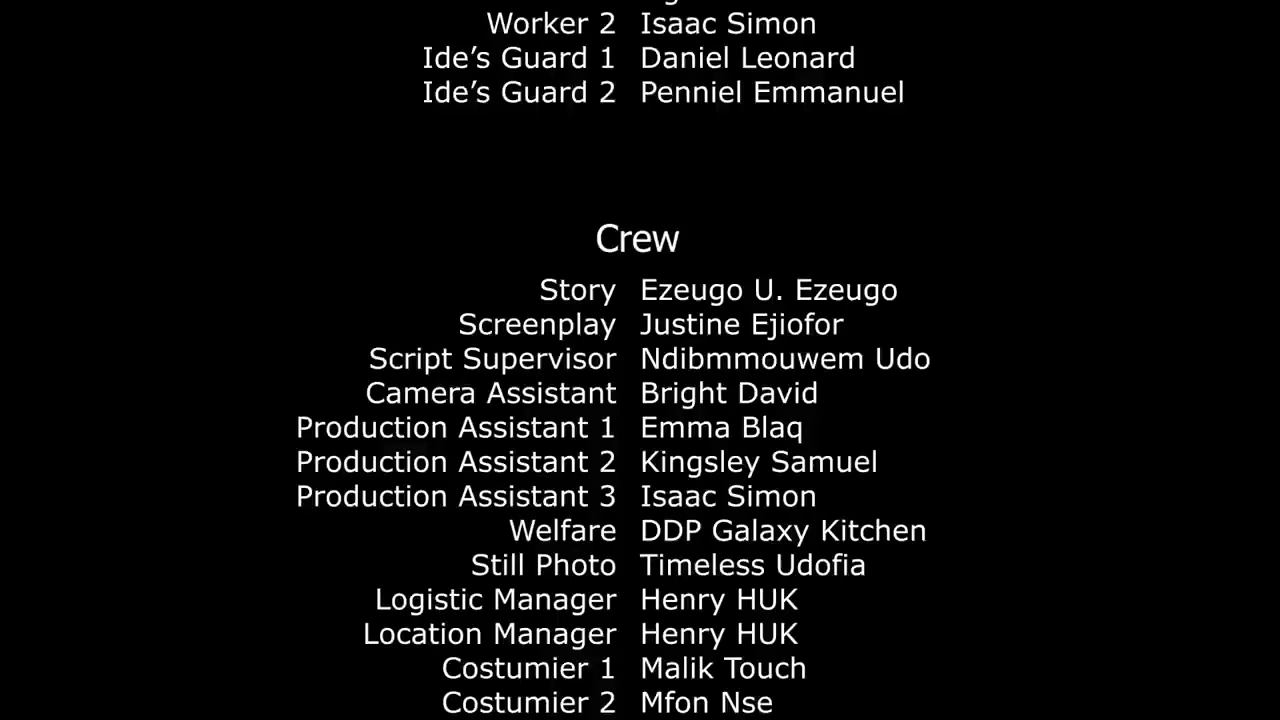 Worker 2 Isaac Simon
Ide’s Guard 1 Daniel Leonard
Ide’s Guard 2 Penniel Emmanuel
Crew
Story Ezeugo U. Ezeugo
Screenplay Justine Ejiofor
Script Supervisor Ndibmmouwem Udo
Camera Assistant Bright David
Production Assistant 1 Emma Blaq
Production Assistant 2 Kingsley Samuel
Production Assistant 3 Isaac Simon
Welfare DDP Galaxy Kitchen
Still Photo Timeless Udofia
Logistic Manager Henry HUK
Location Manager Henry HUK
Costumier 1 Malik Touch
Costumier 2 Mfon Nse